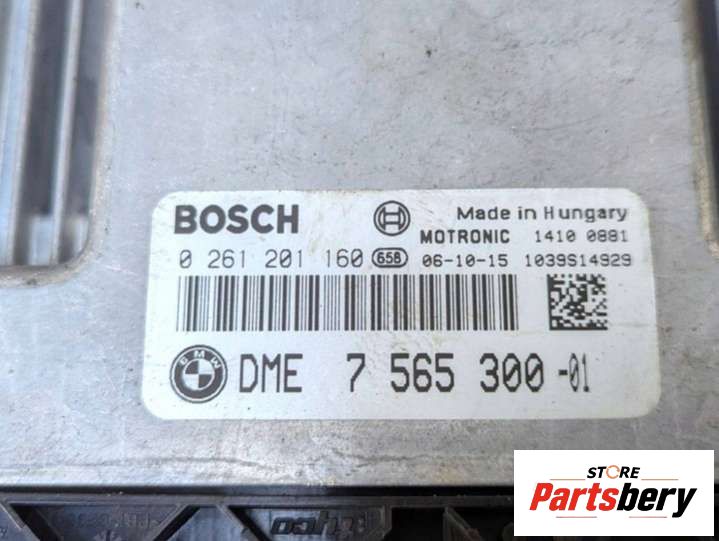 BOSCH
Made in Hungary
MOTRONIC 1410 0881
0 261 201 160 658 06-10-15 1039S14929
BMW DME 7 565 300 -01
STORE
Partsbery